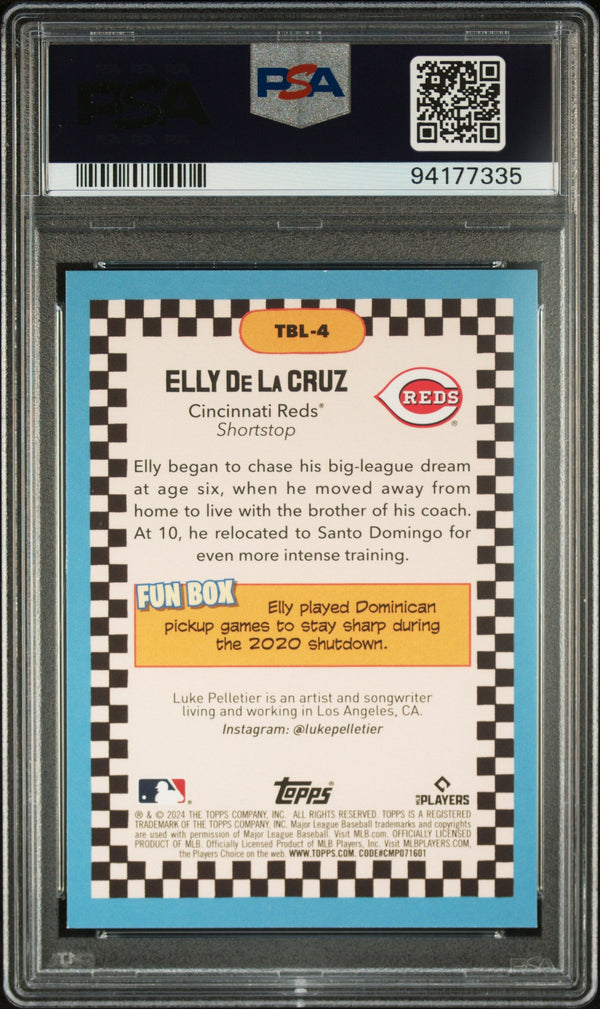 PSA
94177335
TBL-4
ELLY DE LA CRUZ
REDS
Cincinnati Reds®
Shortstop
Elly began to chase his big-league dream
at age six, when he moved away from
home to live with the brother of his coach.
At 10, he relocated to Santo Domingo for
even more intense training.
FUN BOX
Elly played Dominican
pickup games to stay sharp during
the 2020 shutdown.
Luke Pelletier is an artist and songwriter
living and working in Los Angeles, CA.
Instagram: @lukepelletier
Topps®
MLB PLAYERS
® & © 2024 THE TOPPS COMPANY, INC. ALL RIGHTS RESERVED. TOPPS IS A REGISTERED
TRADEMARK OF THE TOPPS COMPANY, INC. Major League Baseball trademarks and copyrights
are used with permission of Major League Baseball. Visit MLB.com. OFFICIALLY LICENSED
PRODUCT OF MLB. Officially Licensed Product of MLB Players, Inc. Visit MLBPLAYERS.com,
the Players Choice on the web. WWW.TOPPS.COM. CODE#CMP071601
PSA